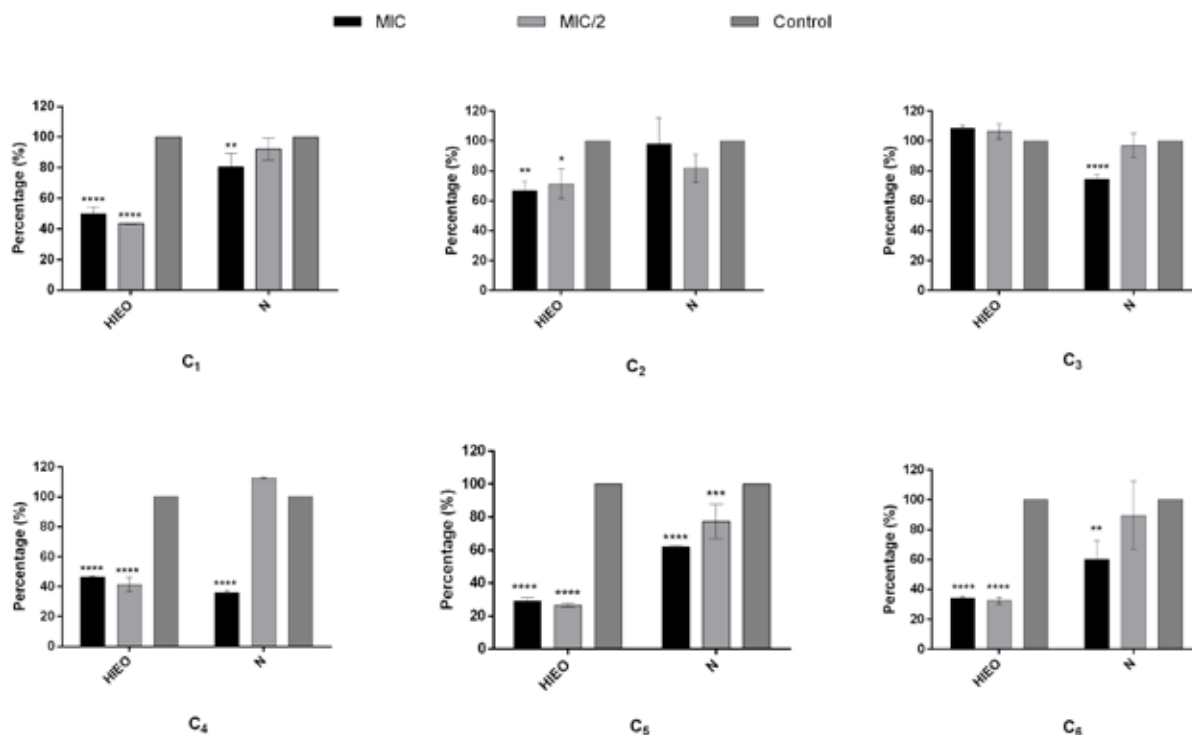 MIC MIC/2 Control
120 100 80 60 40 20 0
Percentage (%)
**** **** **
HIEO N
C₁
120 100 80 60 40 20 0
Percentage (%)
** *
HIEO N
C₂
120 100 80 60 40 20 0
Percentage (%)
****
HIEO N
C₃
120 100 80 60 40 20 0
Percentage (%)
**** **** ****
HIEO N
C₄
120 100 80 60 40 20 0
Percentage (%)
**** **** **** ***
HIEO N
C₅
120 100 80 60 40 20 0
Percentage (%)
**** **** **
HIEO N
C₆